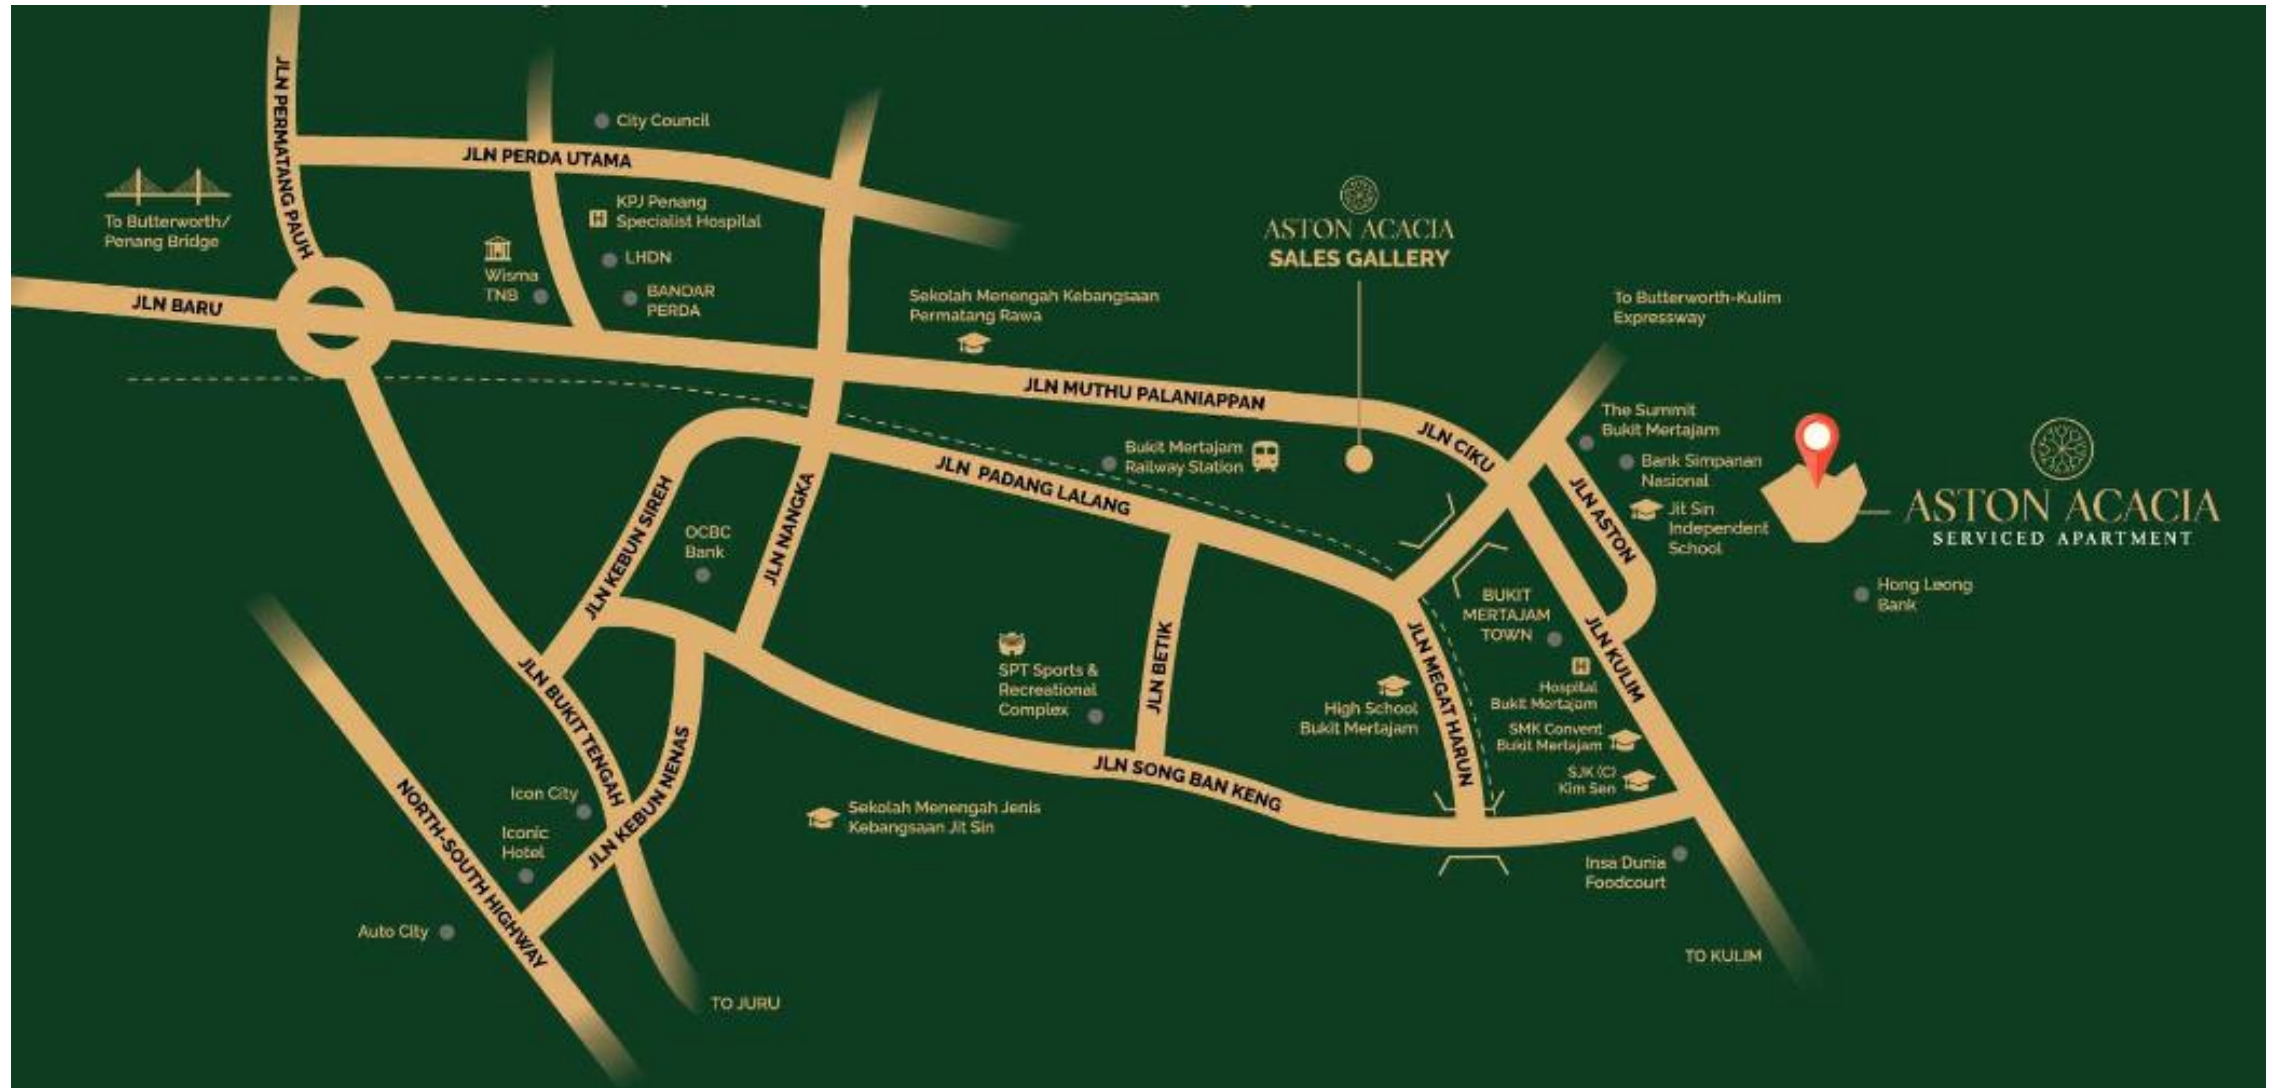 JLN PERMATANG PAUH
City Council
JLN PERDA UTAMA
To Butterworth/
Penang Bridge
KPJ Penang
Specialist Hospital
Wisma
TNB
LHDN
BANDAR
PERDA
JLN BARU
Sekolah Menengah Kebangsaan
Permatang Rawa
ASTON ACACIA
SALES GALLERY
To Butterworth-Kulim
Expressway
JLN MUTHU PALANIAPPAN
JLN CIKU
The Summit
Bukit Mertajam
Bank Simpanan
Nasional
Jit Sin
Independent
School
JLN ASTON
ASTON ACACIA
SERVICED APARTMENT
Hong Leong
Bank
Bukit Mertajam
Railway Station
JLN PADANG LALANG
JLN KEBUN SIREH
OCBC
Bank
JLN NANGKA
BUKIT
MERTAJAM
TOWN
JLN KULIM
JLN BETIK
JLN MEGAT HARUN
SPT Sports &
Recreational
Complex
High School
Bukit Mertajam
Hospital
Bukit Mertajam
SMK Convent
Bukit Mertajam
SJK (C)
Kim Sen
JLN BUKIT TENGAH
JLN KEBUN NENAS
JLN SONG BAN KENG
Icon City
Iconic
Hotel
Sekolah Menengah Jenis
Kebangsaan Jit Sin
NORTH-SOUTH HIGHWAY
Auto City
Insa Dunia
Foodcourt
TO KULIM
TO JURU